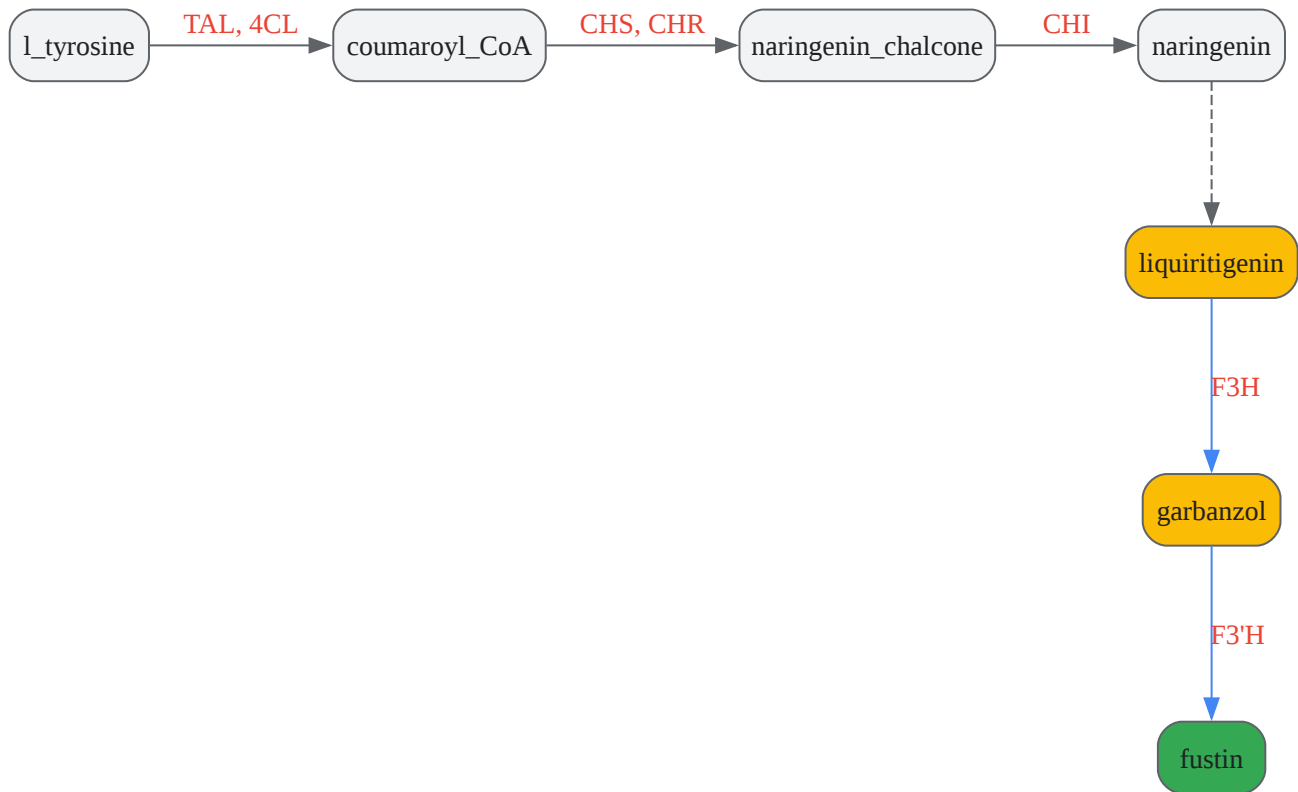 TAL, 4CL
CHS, CHR
CHI
l_tyrosine
coumaroyl_CoA
naringenin_chalcone
naringenin
liquiritigenin
F3H
garbanzol
F3'H
fustin